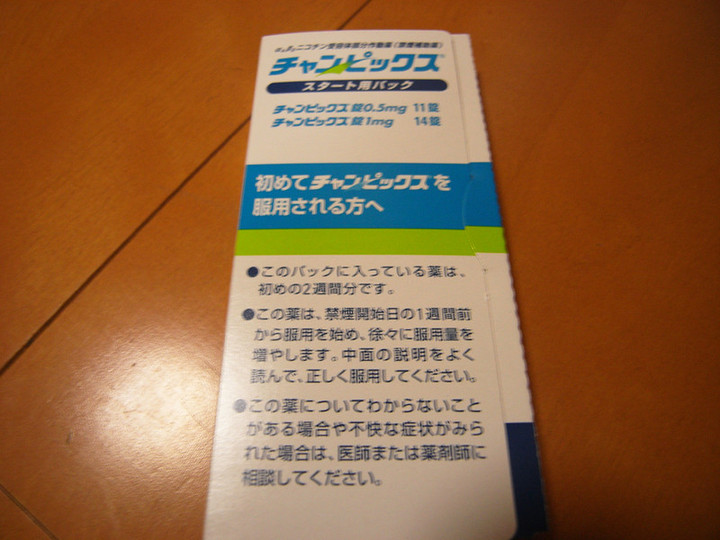 α₄β₂ニコチン受容体部分作動薬(禁煙補助薬)
チャンピックス®
スタート用パック
チャンピックス錠0.5mg 11錠
チャンピックス錠1mg 14錠
初めてチャンピックス®を
服用される方へ
●このパックに入っている薬は、
初めの2週間分です。
●この薬は、禁煙開始日の1週間前
から服用を始め、徐々に服用量を
増やします。中面の説明をよく
読んで、正しく服用してください。
●この薬についてわからないこと
がある場合や不快な症状がみら
れた場合は、医師または薬剤師に
相談してください。